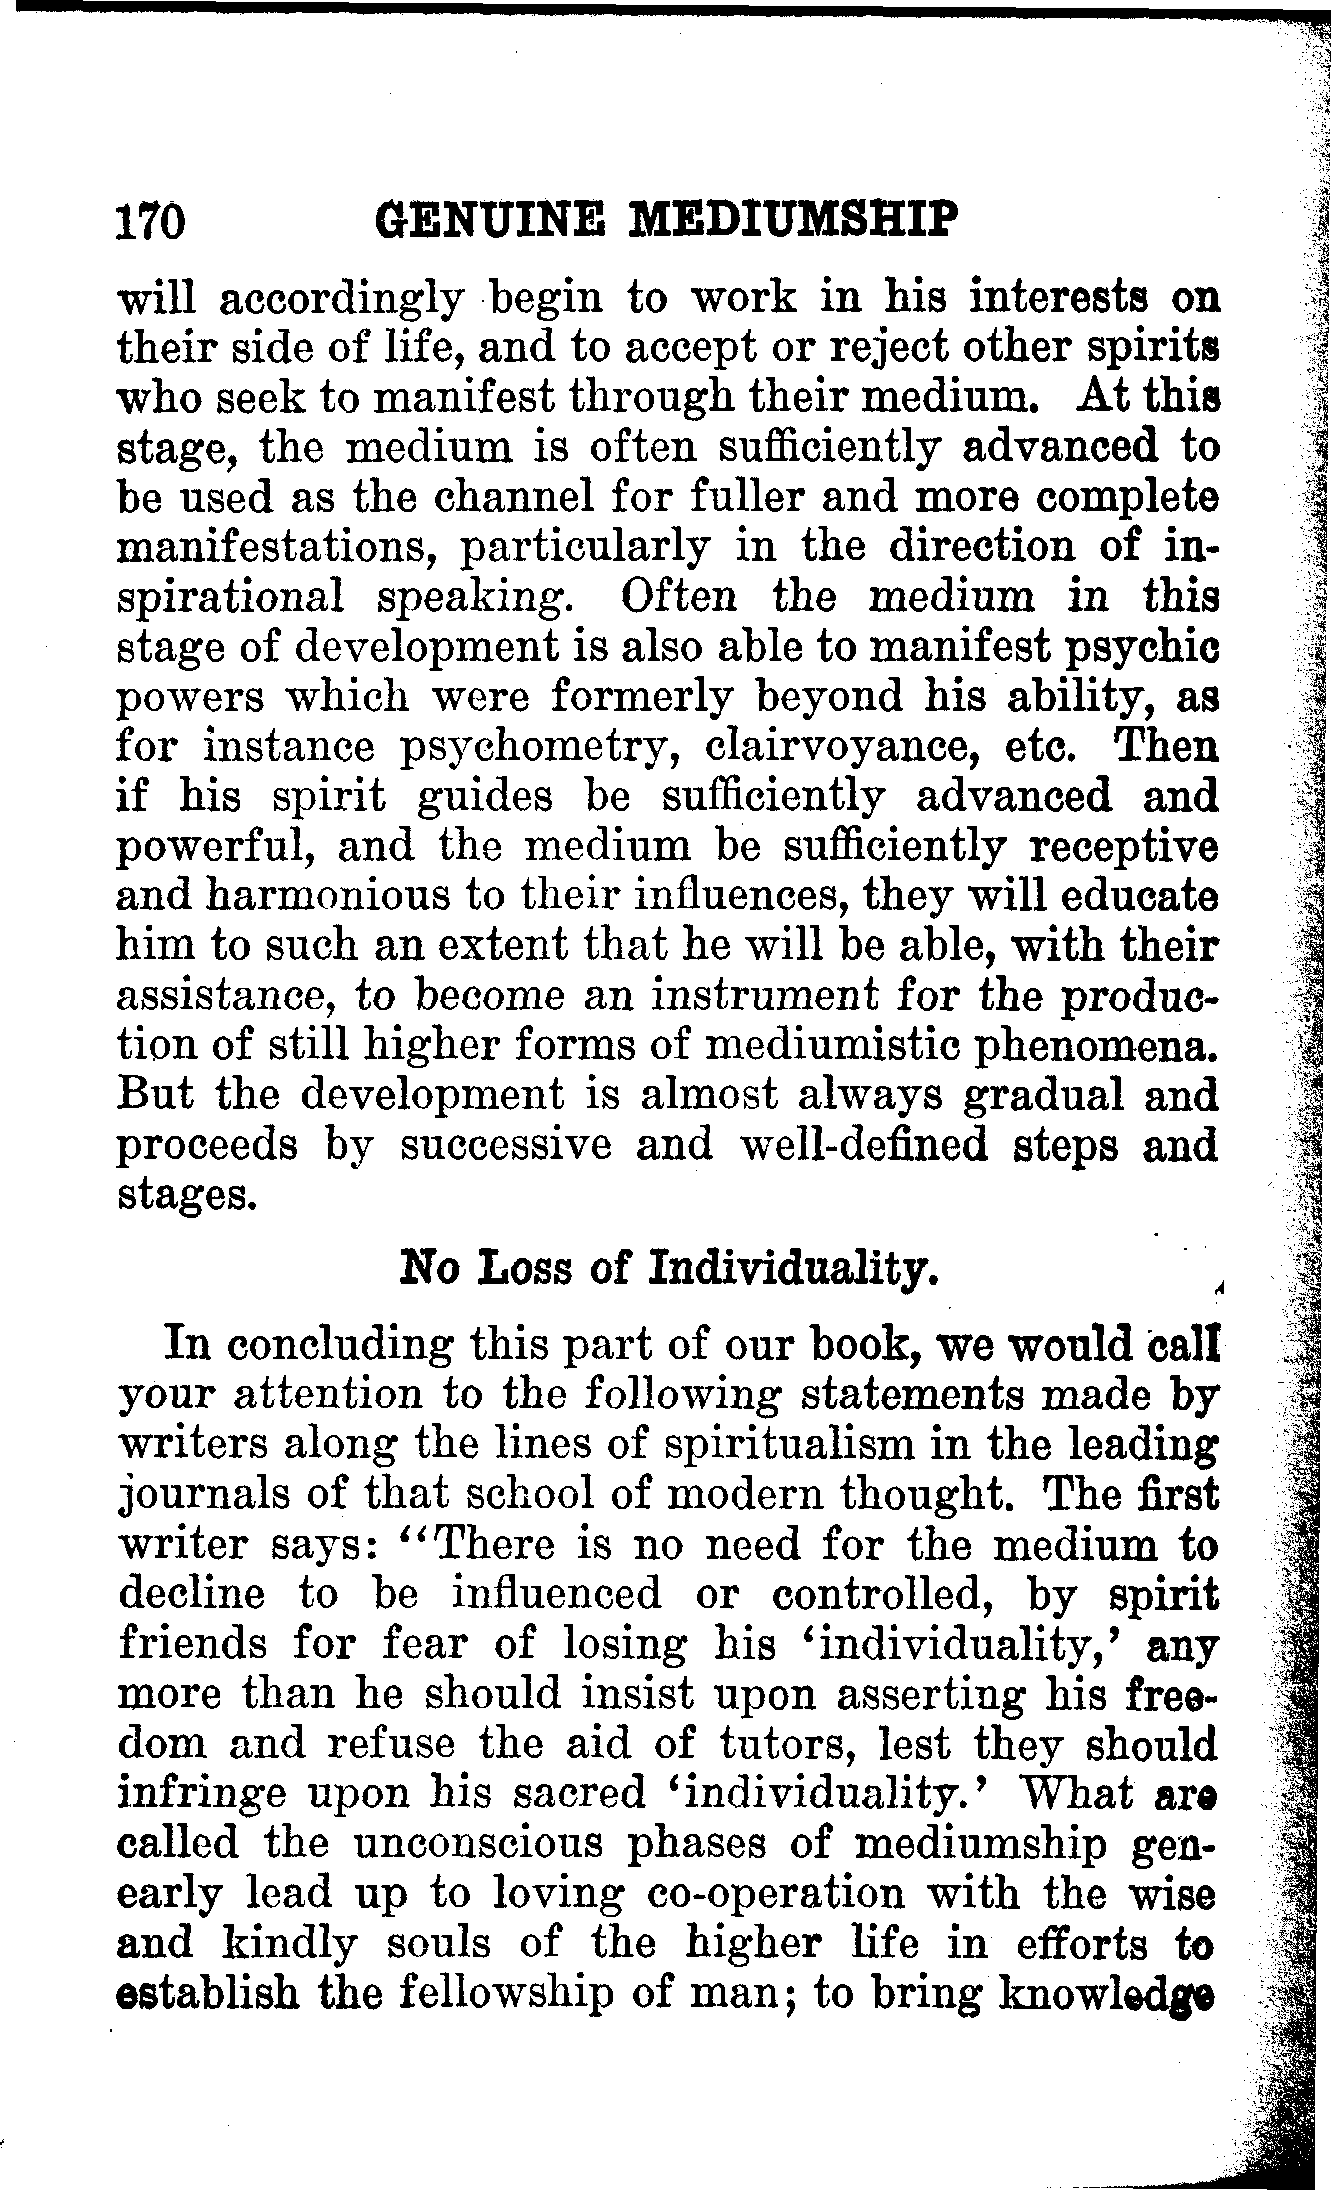 170 GENUINE MEDIUMSHIP
will accordingly begin to work in his interests on
their side of life, and to accept or reject other spirits
who seek to manifest through their medium. At this
stage, the medium is often sufficiently advanced to
be used as the channel for fuller and more complete
manifestations, particularly in the direction of in-
spirational speaking. Often the medium in this
stage of development is also able to manifest psychic
powers which were formerly beyond his ability, as
for instance psychometry, clairvoyance, etc. Then
if his spirit guides be sufficiently advanced and
powerful, and the medium be sufficiently receptive
and harmonious to their influences, they will educate
him to such an extent that he will be able, with their
assistance, to become an instrument for the produc-
tion of still higher forms of mediumistic phenomena.
But the development is almost always gradual and
proceeds by successive and well-defined steps and
stages.
No Loss of Individuality.
In concluding this part of our book, we would call
your attention to the following statements made by
writers along the lines of spiritualism in the leading
journals of that school of modern thought. The first
writer says: “There is no need for the medium to
decline to be influenced or controlled, by spirit
friends for fear of losing his ‘individuality,’ any
more than he should insist upon asserting his free-
dom and refuse the aid of tutors, lest they should
infringe upon his sacred ‘individuality.’ What are
called the unconscious phases of mediumship gen-
early lead up to loving co-operation with the wise
and kindly souls of the higher life in efforts to
establish the fellowship of man; to bring knowledge